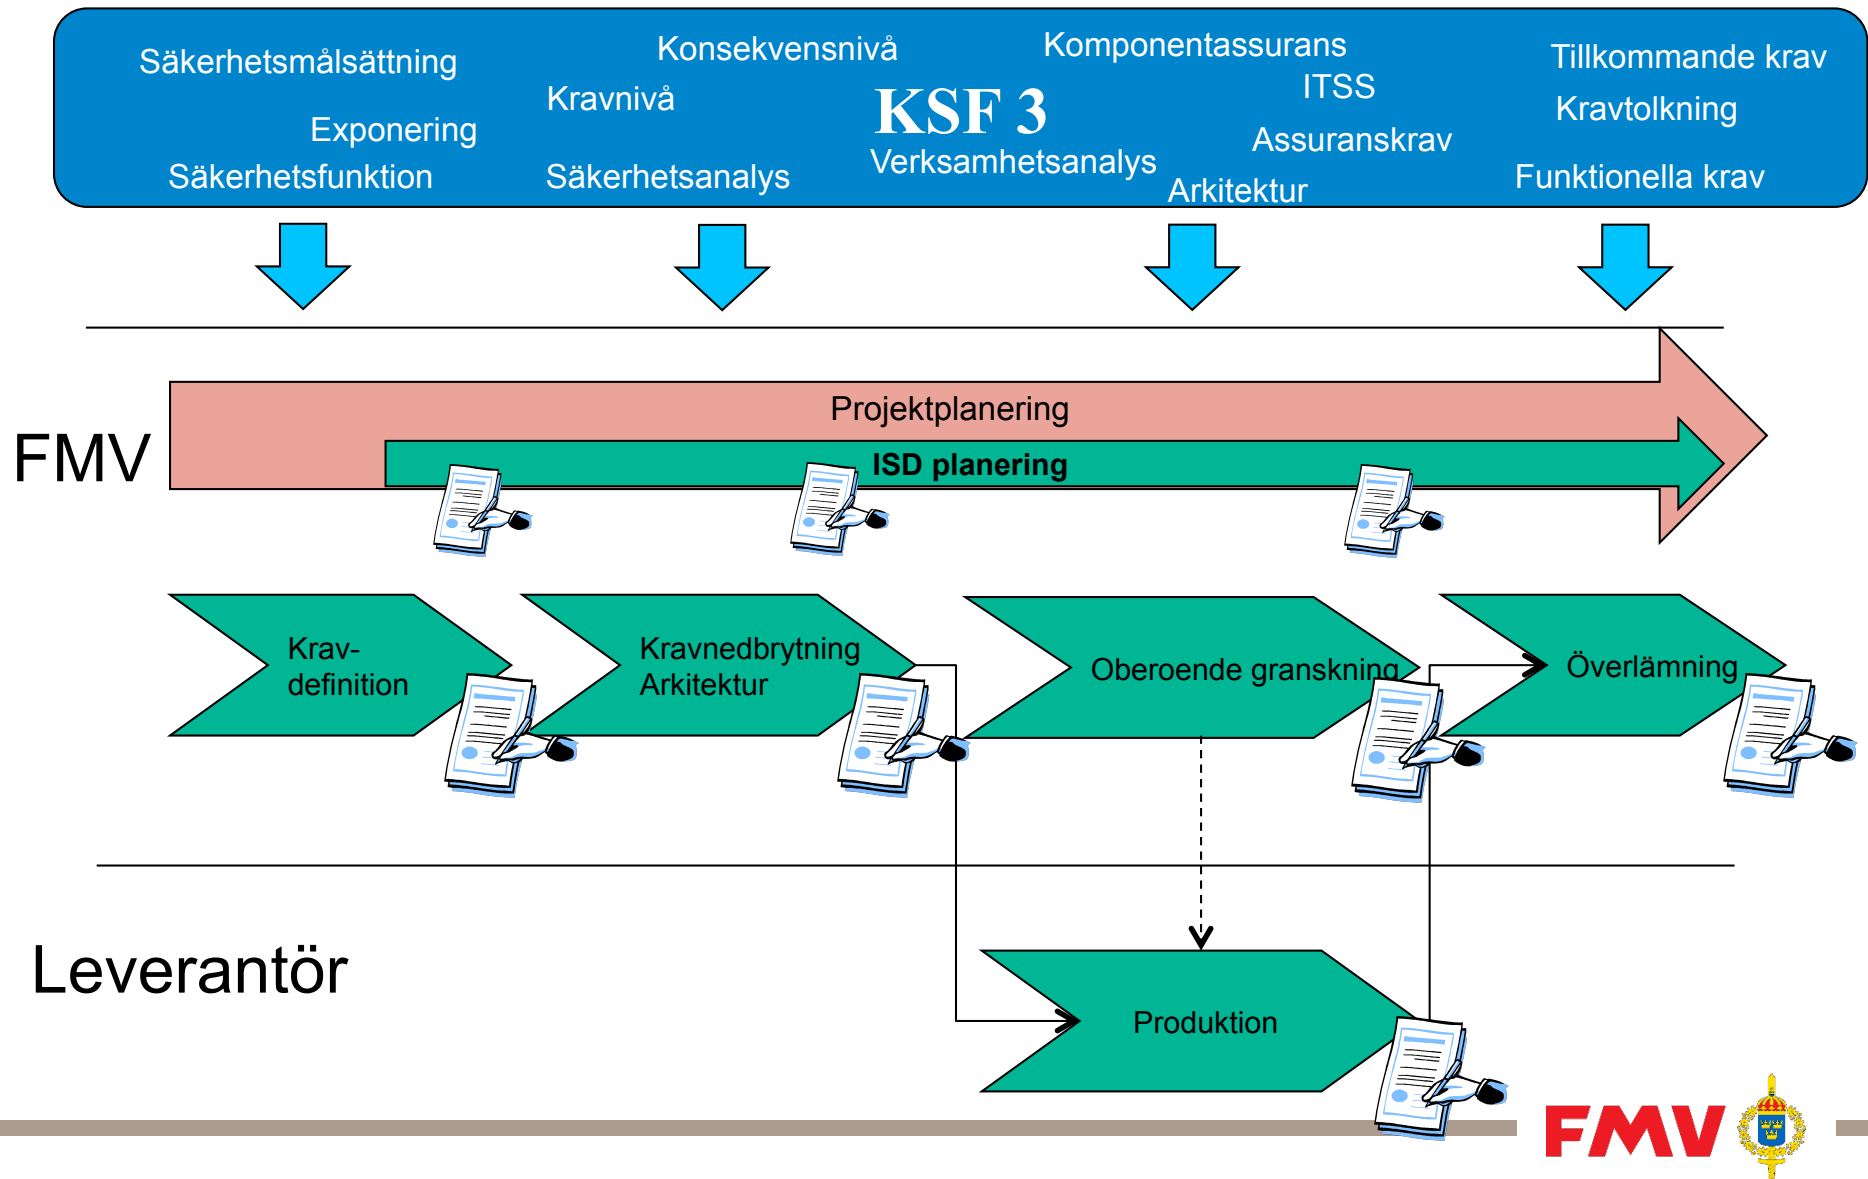 Säkerhetsmålsättning
Konsekvensnivå
Komponentassurans
Tillkommande krav
Kravnivå
KSF 3
ITSS
Kravtolkning
Exponering
Assuranskrav
Säkerhetsfunktion
Säkerhetsanalys
Verksamhetsanalys
Arkitektur
Funktionella krav
FMV
Projektplanering
ISD planering
Krav-
definition
Kravnedbrytning
Arkitektur
Oberoende granskning
Överlämning
Leverantör
Produktion
FMV